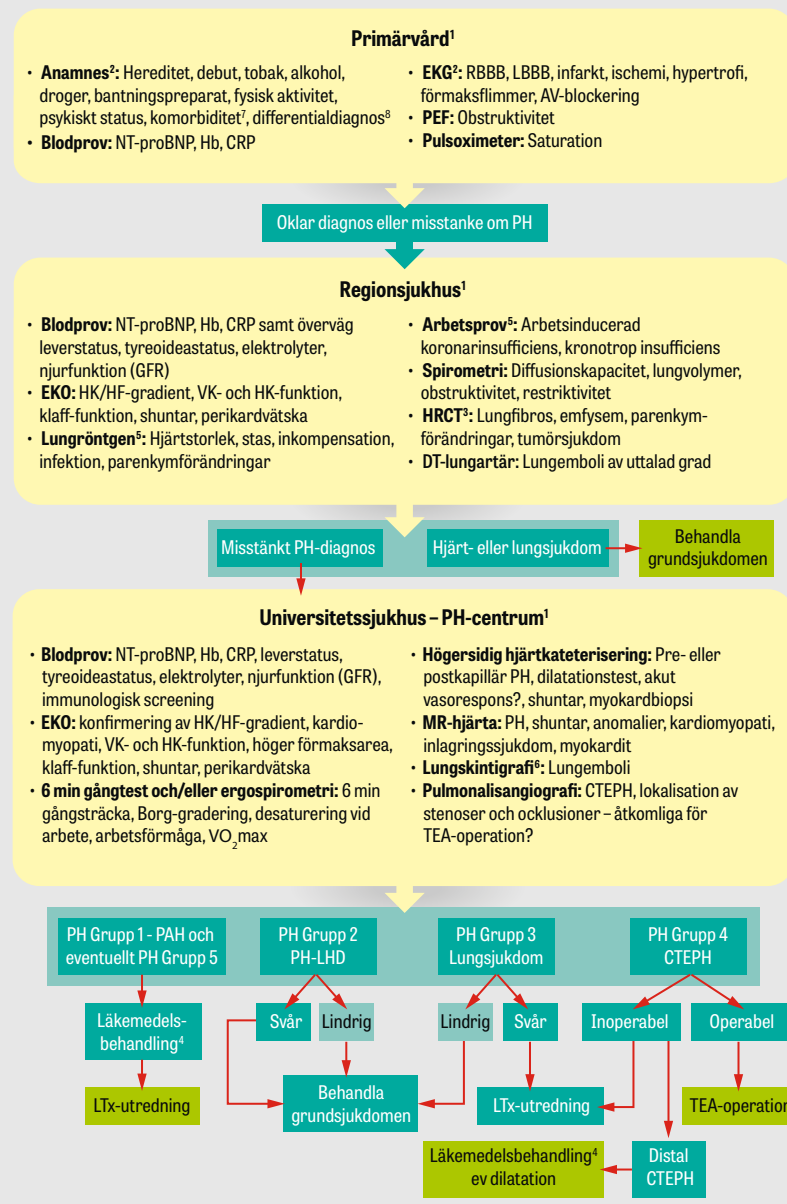 Primärvård¹
• Anamnes²: Hereditet, debut, tobak, alkohol,
droger, bantningspreparat, fysisk aktivitet,
psykiskt status, komorbiditet⁷, differentialdiagnos⁸
• Blodprov: NT-proBNP, Hb, CRP
• EKG²: RBBB, LBBB, infarkt, ischemi, hypertrofi,
förmaksflimmer, AV-blockering
• PEF: Obstruktivitet
• Pulsoximeter: Saturation
Oklar diagnos eller misstanke om PH
Regionsjukhus¹
• Blodprov: NT-proBNP, Hb, CRP samt överväg
leverstatus, tyreoideastatus, elektrolyter,
njurfunktion (GFR)
• EKO: HK/HF-gradient, VK- och HK-funktion,
klaff-funktion, shuntar, perikardvätska
• Lungröntgen⁵: Hjärtstorlek, stas, inkompensation,
infektion, parenkymförändringar
• Arbetsprov⁵: Arbetsinducerad
koronarinsufficiens, kronotrop insufficiens
• Spirometri: Diffusionskapacitet, lungvolymer,
obstruktivitet, restriktivitet
• HRCT³: Lungfibros, emfysem, parenkym-
förändringar, tumörsjukdom
• DT-lungartär: Lungemboli av uttalad grad
Misstänkt PH-diagnos
Hjärt- eller lungsjukdom
Behandla
grundsjukdomen
Universitetssjukhus – PH-centrum¹
• Blodprov: NT-proBNP, Hb, CRP, leverstatus,
tyreoideastatus, elektrolyter, njurfunktion (GFR),
immunologisk screening
• EKO: konfirmering av HK/HF-gradient, kardio-
myopati, VK- och HK-funktion, höger förmaksarea,
klaff-funktion, shuntar, perikardvätska
• 6 min gångtest och/eller ergospirometri: 6 min
gångsträcka, Borg-gradering, desaturering vid
arbete, arbetsförmåga, VO₂max
• Högersidig hjärtkateterisering: Pre- eller
postkapillär PH, dilatationstest, akut
vasorespons?, shuntar, myokardbiopsi
• MR-hjärta: PH, shuntar, anomalier, kardiomyopati,
inlagringssjukdom, myokardit
• Lungskintigrafi⁶: Lungemboli
• Pulmonalisangiografi: CTEPH, lokalisation av
stenoser och ocklusioner – åtkomliga för
TEA-operation?
PH Grupp 1 - PAH och
eventuellt PH Grupp 5
PH Grupp 2
PH-LHD
PH Grupp 3
Lungsjukdom
PH Grupp 4
CTEPH
Läkemedels-
behandling⁴
Svår
Lindrig
Lindrig
Svår
Inoperabel
Operabel
LTx-utredning
Behandla
grundsjukdomen
LTx-utredning
TEA-operation
Läkemedelsbehandling⁴
ev dilatation
Distal
CTEPH